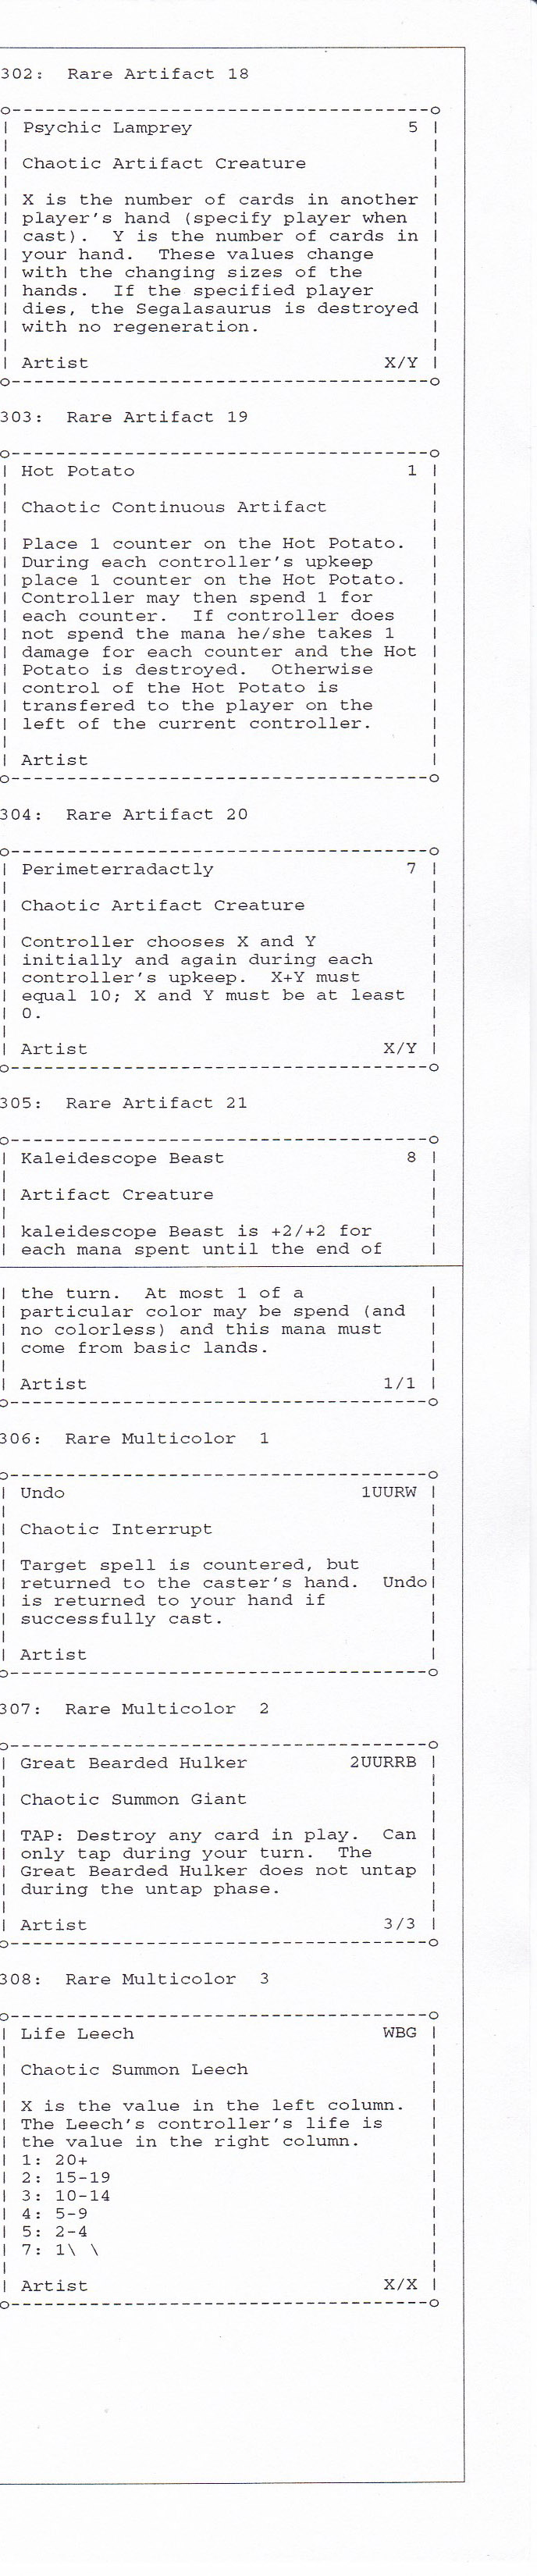 302:  Rare Artifact 18
o--------------------------------------o
| Psychic Lamprey                    5 |
|                                      |
| Chaotic Artifact Creature            |
|                                      |
| X is the number of cards in another  |
| player's hand (specify player when   |
| cast).  Y is the number of cards in  |
| your hand.  These values change      |
| with the changing sizes of the       |
| hands.  If the specified player      |
| dies, the Segalasaurus is destroyed  |
| with no regeneration.                |
|                                      |
| Artist                           X/Y |
o--------------------------------------o
303:  Rare Artifact 19
o--------------------------------------o
| Hot Potato                         1 |
|                                      |
| Chaotic Continuous Artifact          |
|                                      |
| Place 1 counter on the Hot Potato.   |
| During each controller's upkeep      |
| place 1 counter on the Hot Potato.   |
| Controller may then spend 1 for      |
| each counter.  If controller does    |
| not spend the mana he/she takes 1    |
| damage for each counter and the Hot  |
| Potato is destroyed.  Otherwise      |
| control of the Hot Potato is         |
| transfered to the player on the      |
| left of the current controller.      |
|                                      |
| Artist                               |
o--------------------------------------o
304:  Rare Artifact 20
o--------------------------------------o
| Perimeterradactly                  7 |
|                                      |
| Chaotic Artifact Creature            |
|                                      |
| Controller chooses X and Y           |
| initially and again during each      |
| controller's upkeep.  X+Y must       |
| equal 10; X and Y must be at least   |
| 0.                                   |
|                                      |
| Artist                           X/Y |
o--------------------------------------o
305:  Rare Artifact 21
o--------------------------------------o
| Kaleidescope Beast                 8 |
|                                      |
| Artifact Creature                    |
|                                      |
| kaleidescope Beast is +2/+2 for      |
| each mana spent until the end of     |
| the turn.  At most 1 of a            |
| particular color may be spend (and   |
| no colorless) and this mana must     |
| come from basic lands.               |
|                                      |
| Artist                           1/1 |
o--------------------------------------o
306:  Rare Multicolor  1
o--------------------------------------o
| Undo                           1UURW |
|                                      |
| Chaotic Interrupt                    |
|                                      |
| Target spell is countered, but       |
| returned to the caster's hand.  Undo|
| is returned to your hand if          |
| successfully cast.                   |
|                                      |
| Artist                               |
o--------------------------------------o
307:  Rare Multicolor  2
o--------------------------------------o
| Great Bearded Hulker          2UURRB |
|                                      |
| Chaotic Summon Giant                 |
|                                      |
| TAP: Destroy any card in play.  Can  |
| only tap during your turn.  The      |
| Great Bearded Hulker does not untap  |
| during the untap phase.              |
|                                      |
| Artist                           3/3 |
o--------------------------------------o
308:  Rare Multicolor  3
o--------------------------------------o
| Life Leech                       WBG |
|                                      |
| Chaotic Summon Leech                 |
|                                      |
| X is the value in the left column.   |
| The Leech's controller's life is     |
| the value in the right column.       |
| 1: 20+                               |
| 2: 15-19                             |
| 3: 10-14                             |
| 4: 5-9                               |
| 5: 2-4                               |
| 7: 1\ \                              |
|                                      |
| Artist                           X/X |
o--------------------------------------o